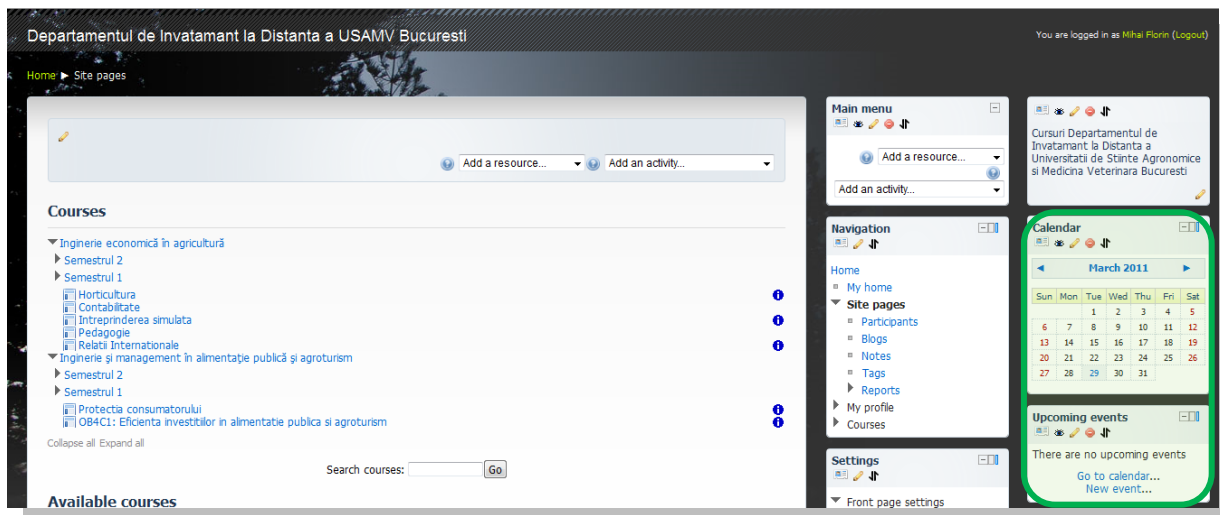 Departamentul de Invatamant la Distanta a USAMV Bucuresti
You are logged in as Mihai Florin (Logout)
Home ► Site pages
Add a resource...
Add an activity...
Courses
Inginerie economică în agricultură
Semestrul 2
Semestrul 1
Horticultura
Contabilitate
Intreprinderea simulata
Pedagogie
Relatii Internationale
Inginerie şi management în alimentaţie publică şi agroturism
Semestrul 2
Semestrul 1
Protectia consumatorului
OB4C1: Eficienta investitiilor in alimentatie publica si agroturism
Collapse all Expand all
Search courses:
Go
Available courses
Main menu
Add a resource...
Add an activity...
Navigation
Home
My home
Site pages
Participants
Blogs
Notes
Tags
Reports
My profile
Courses
Settings
Front page settings
Cursuri Departamentul de
Invatamant la Distanta a
Universitatii de Stinte Agronomice
si Medicina Veterinara Bucuresti
Calendar
◄ March 2011 ►
Sun Mon Tue Wed Thu Fri Sat
1 2 3 4 5
6 7 8 9 10 11 12
13 14 15 16 17 18 19
20 21 22 23 24 25 26
27 28 29 30 31
Upcoming events
There are no upcoming events
Go to calendar...
New event...